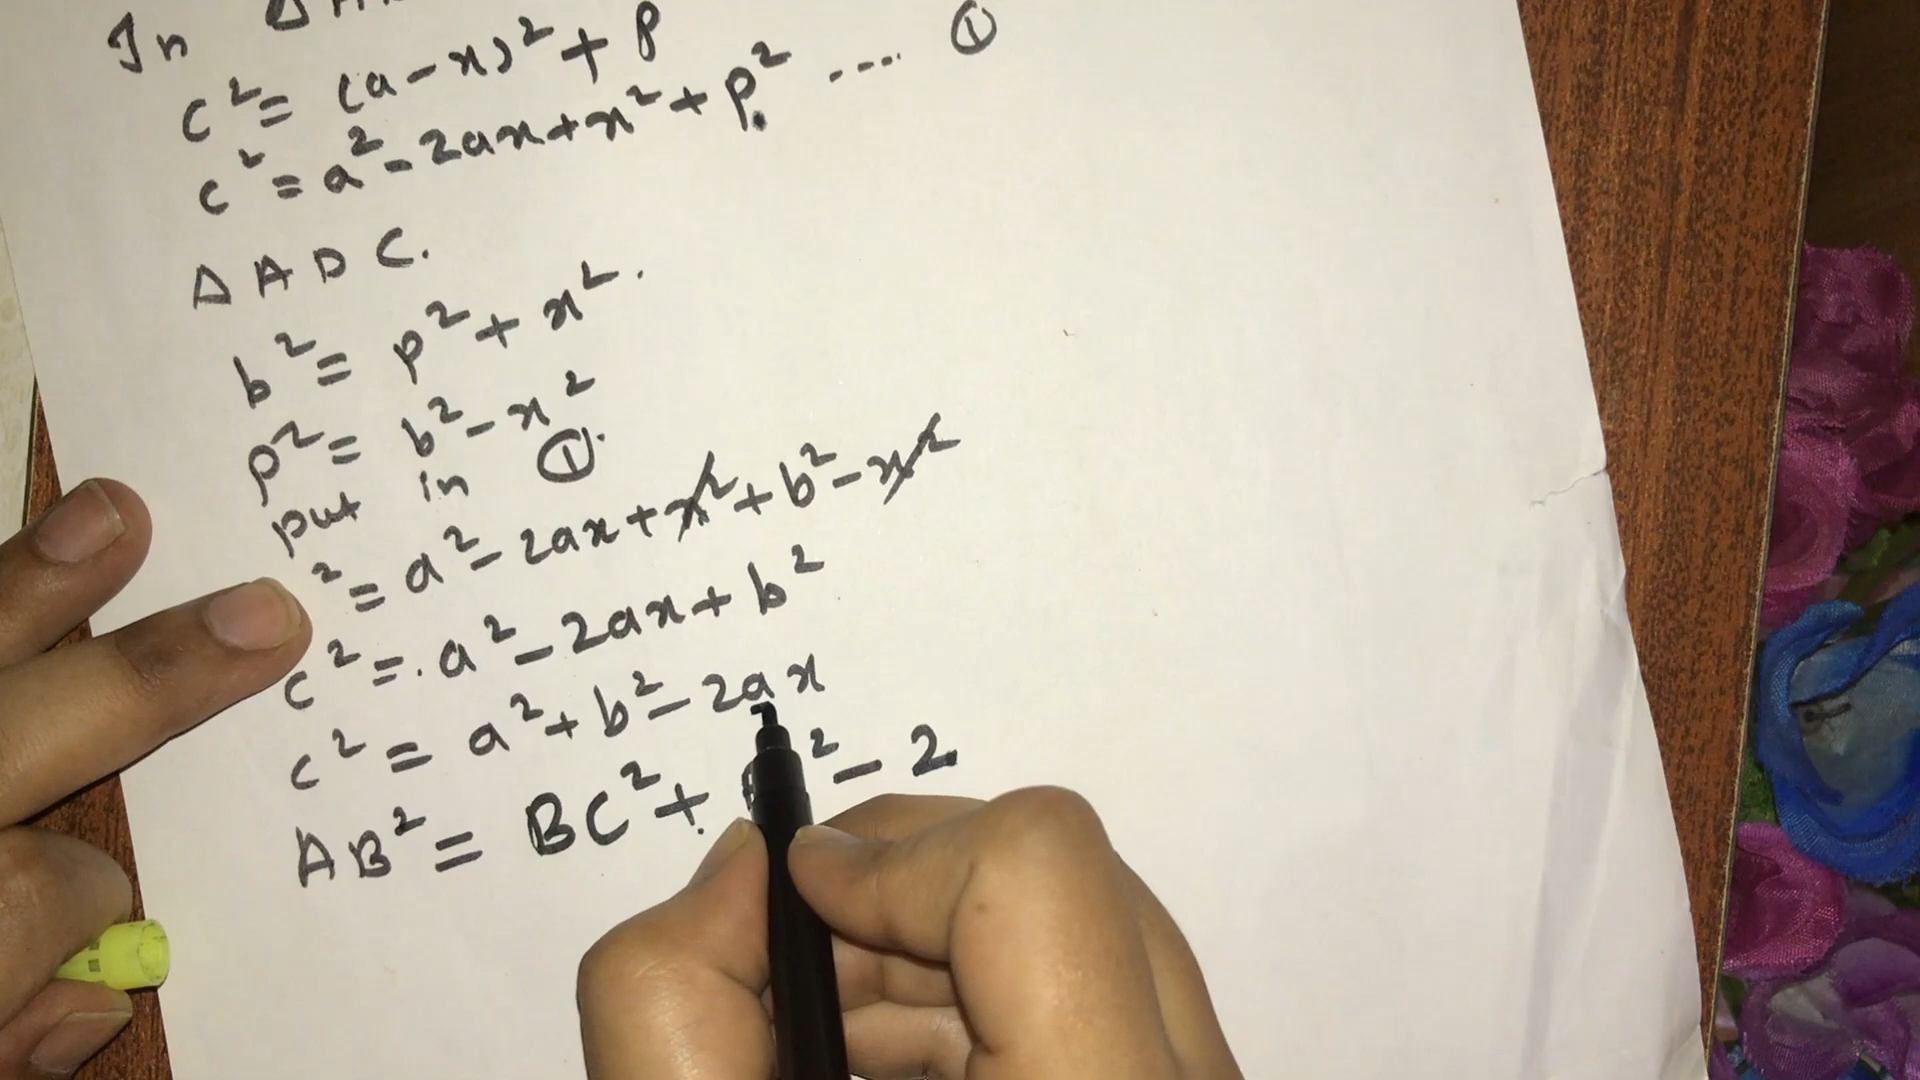 In Δ
c² = (a-x)² + p
c² = a² - 2ax + x² + p² .... ①
Δ A D C.
b² = p² + x².
p² = b² - x²
put in ①.
² = a² - 2ax + x² + b² - x²
c² = a² - 2ax + b²
c² = a² + b² - 2ax
AB² = BC² + ² - 2